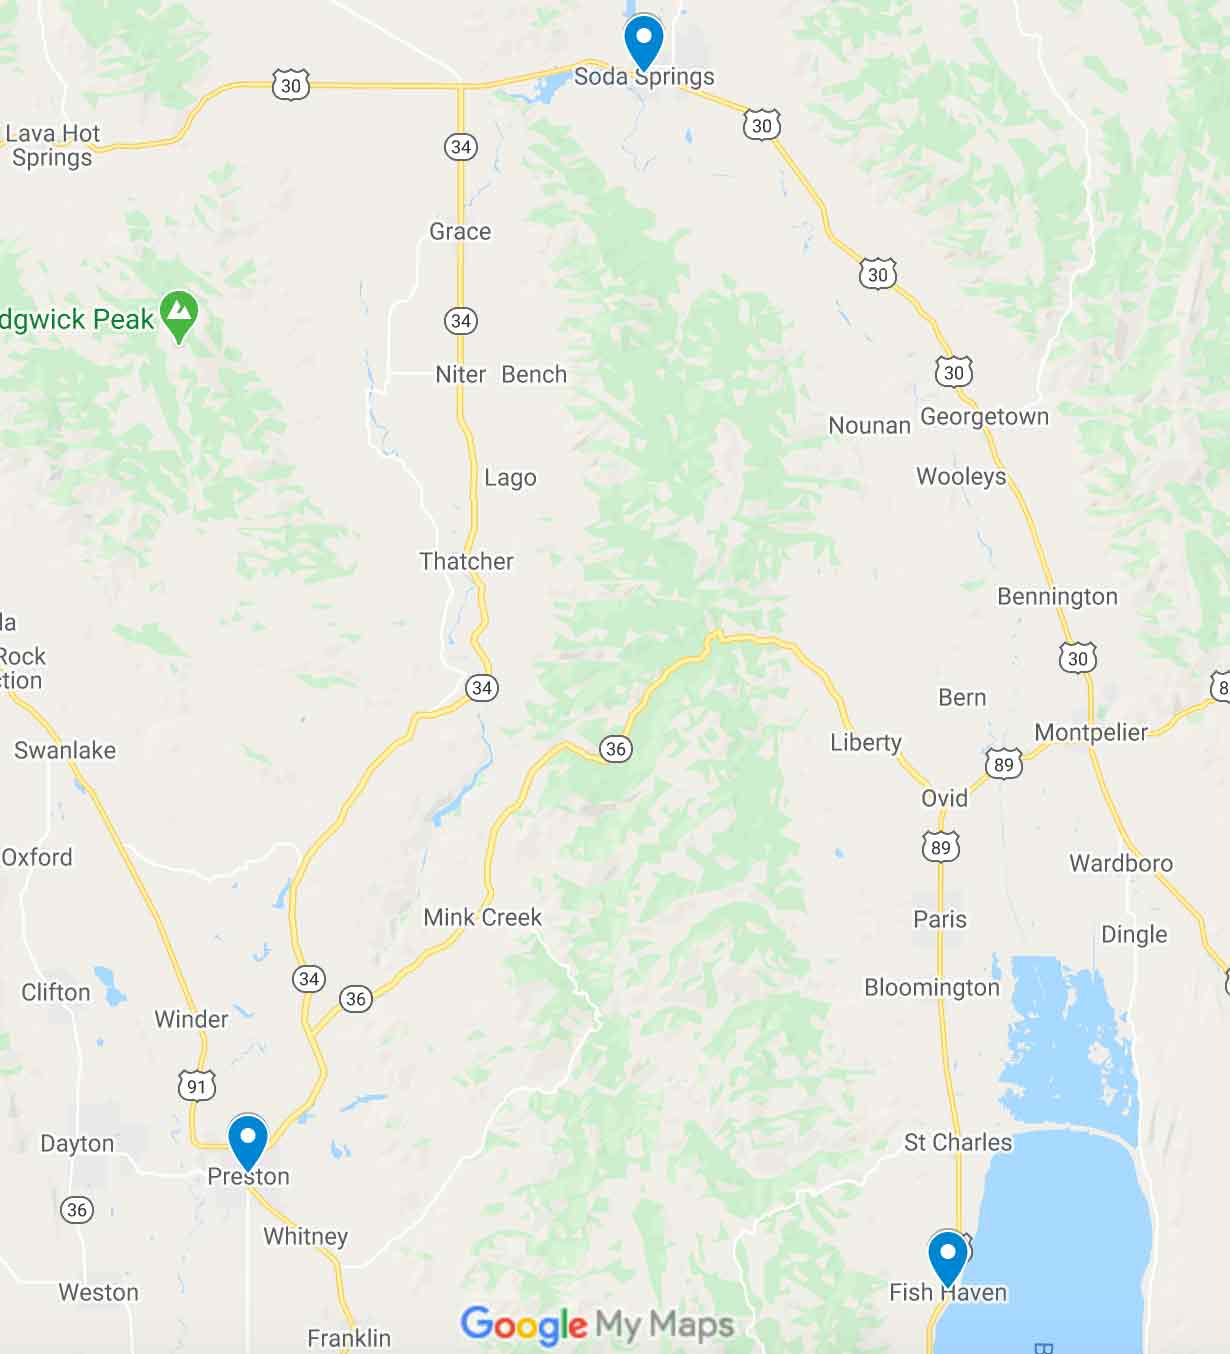 Soda Springs
30
30
Lava Hot
Springs
34
Grace
30
dgwick Peak
34
Niter Bench
30
Nounan
Georgetown
Wooleys
Lago
Thatcher
Bennington
la
Rock
ction
34
30
8
Bern
Swanlake
36
Liberty
Montpelier
89
Ovid
89
Oxford
Wardboro
Mink Creek
Paris
Dingle
34
36
Clifton
Bloomington
Winder
91
Dayton
St Charles
Preston
36
Whitney
Weston
Fish Haven
Google My Maps
Franklin